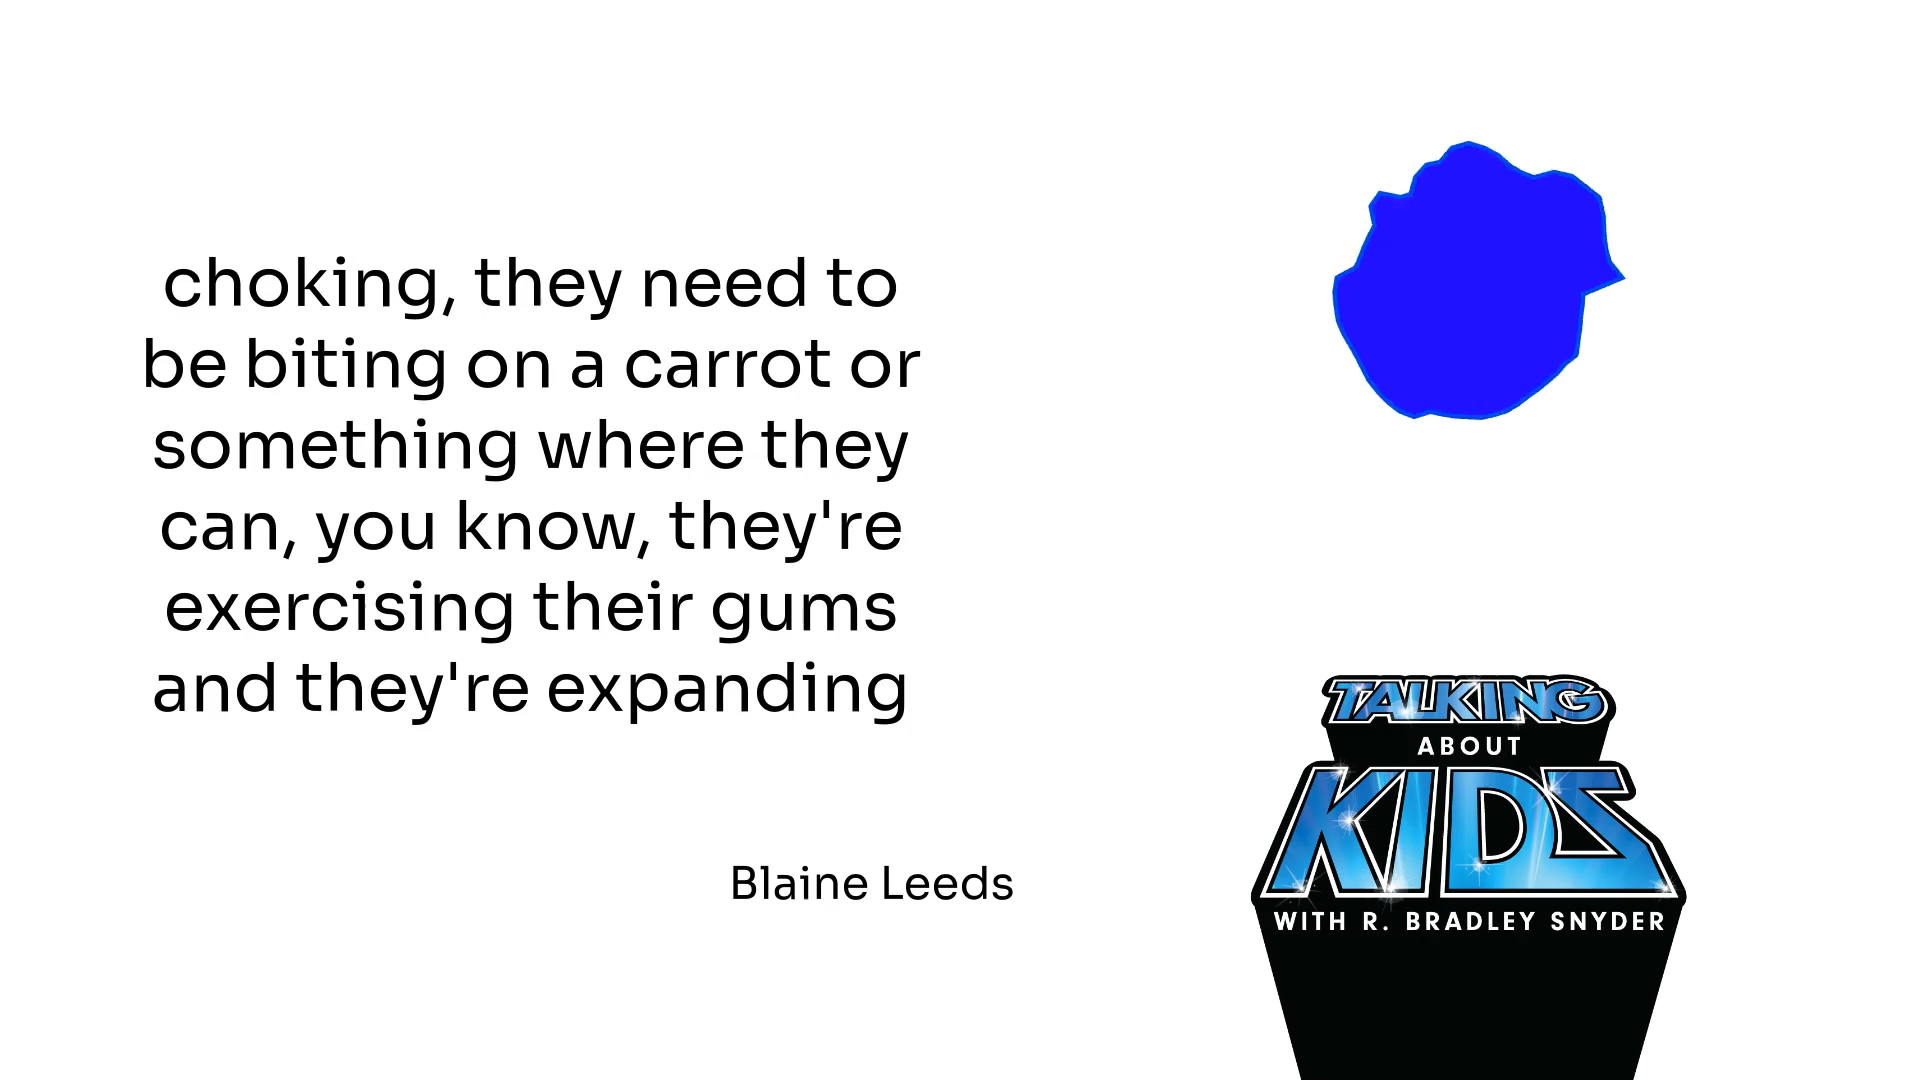 choking, they need to
be biting on a carrot or
something where they
can, you know, they're
exercising their gums
and they're expanding
Blaine Leeds
TALKING
ABOUT
KIDS
WITH R. BRADLEY SNYDER